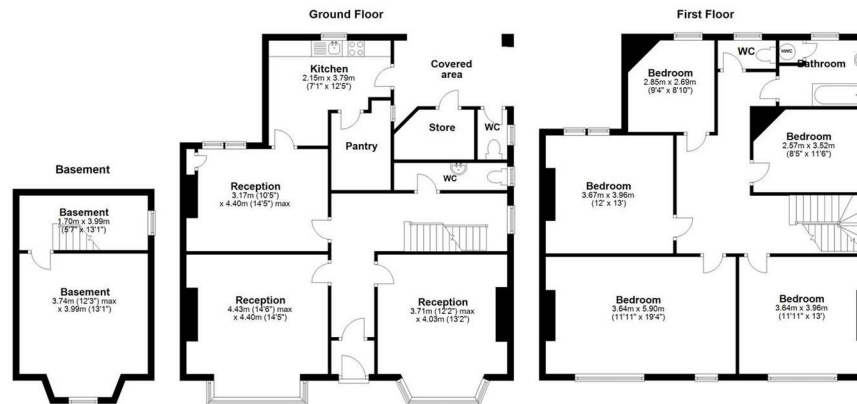 Basement
Basement
1.70m x 3.99m
(5'7" x 13'1")
Basement
3.74m (12'3") max
x 3.99m (13'1")
Ground Floor
Kitchen
2.15m x 3.79m
(7'1" x 12'5")
Covered
area
Store
WC
Pantry
WC
Reception
3.17m (10'5")
x 4.40m (14'5") max
Reception
4.43m (14'6") max
x 4.40m (14'5")
Reception
3.71m (12'2") max
x 4.03m (13'2")
First Floor
WC
HWC
Bathroom
Bedroom
2.85m x 2.69m
(9'4" x 8'10")
Bedroom
2.57m x 3.52m
(8'5" x 11'6")
Bedroom
3.67m x 3.96m
(12' x 13')
Bedroom
3.64m x 5.90m
(11'11" x 19'4")
Bedroom
3.64m x 3.96m
(11'11" x 13')